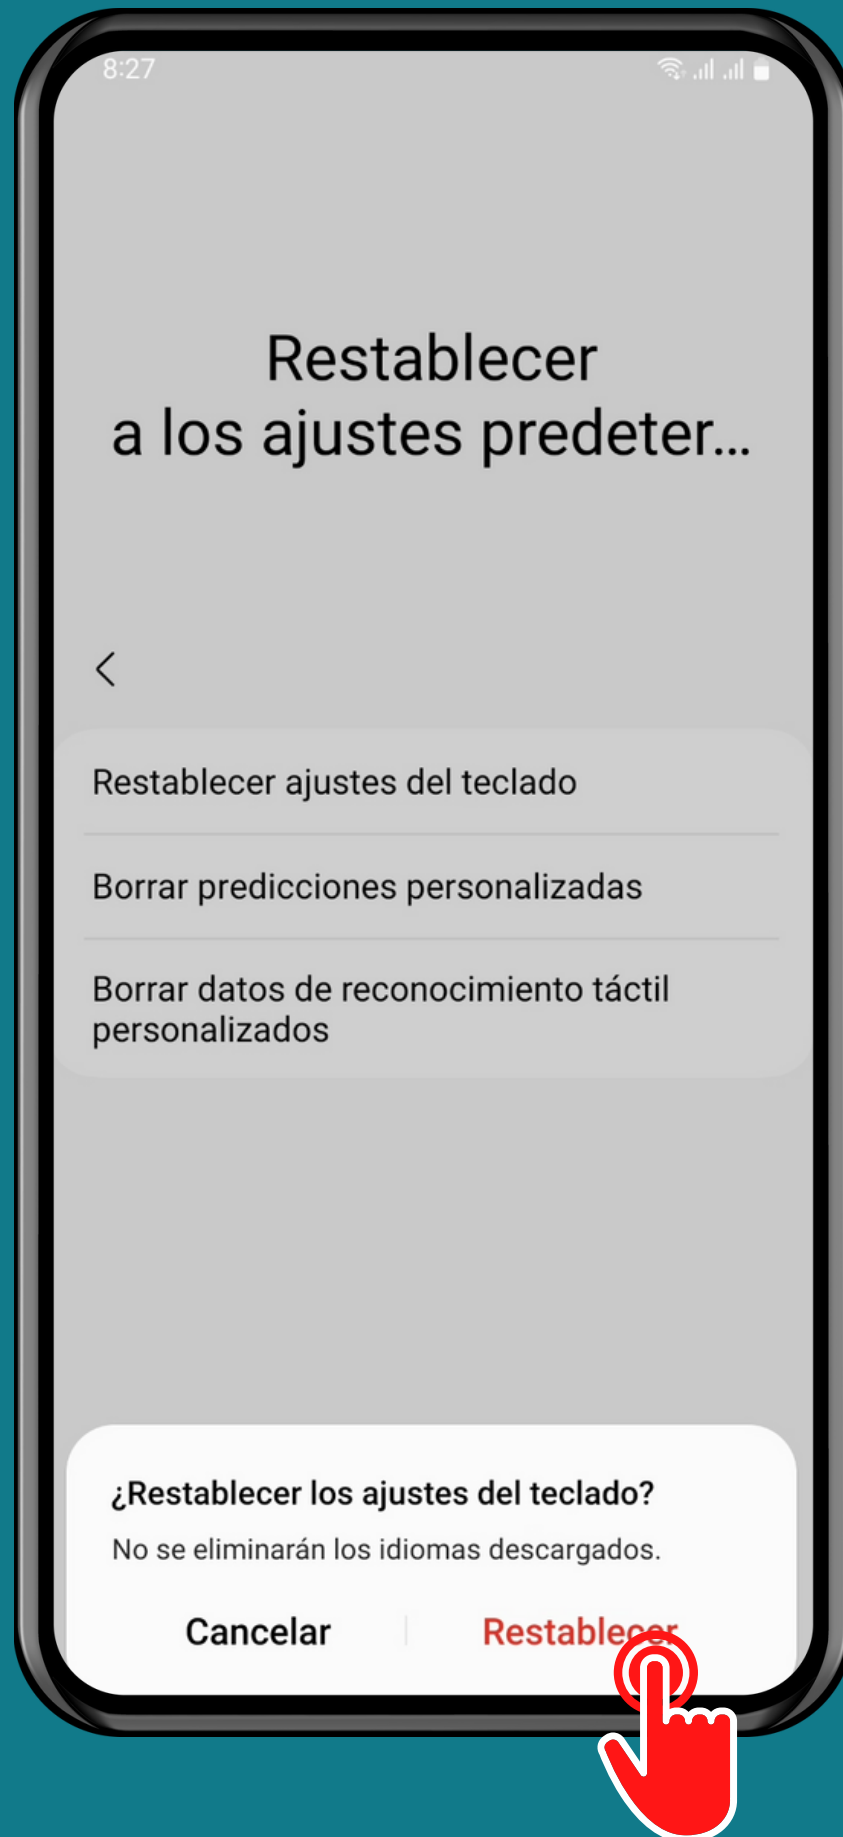 8:27
Restablecer
a los ajustes predeter...
Restablecer ajustes del teclado
Borrar predicciones personalizadas
Borrar datos de reconocimiento táctil
personalizados
¿Restablecer los ajustes del teclado?
No se eliminarán los idiomas descargados.
Cancelar
Restablecer